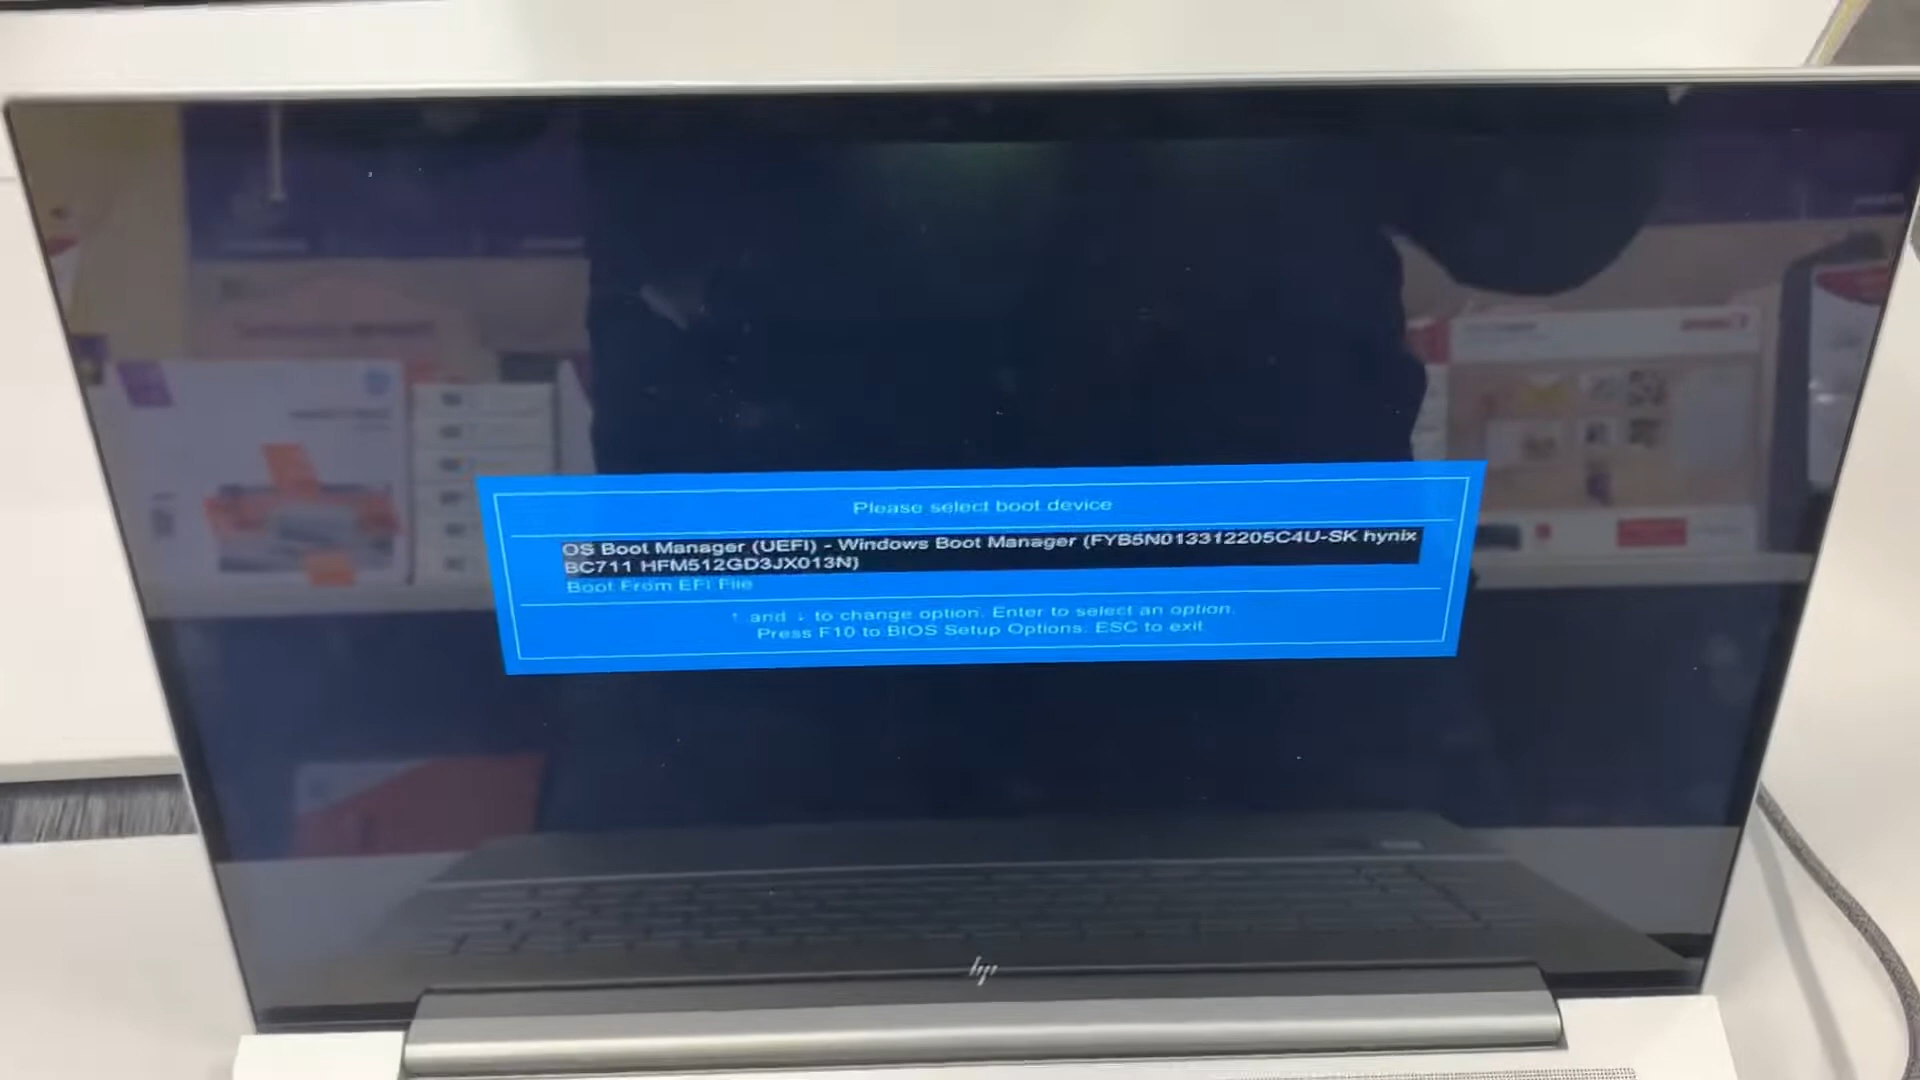 Please select boot device
OS Boot Manager (UEFI) - Windows Boot Manager (FYB5N013312205C4U-SK hynix
BC711 HFM512GD3JX013N)
Boot From EFI File
↑ and ↓ to change option. Enter to select an option.
Press F10 to BIOS Setup Options. ESC to exit
hp